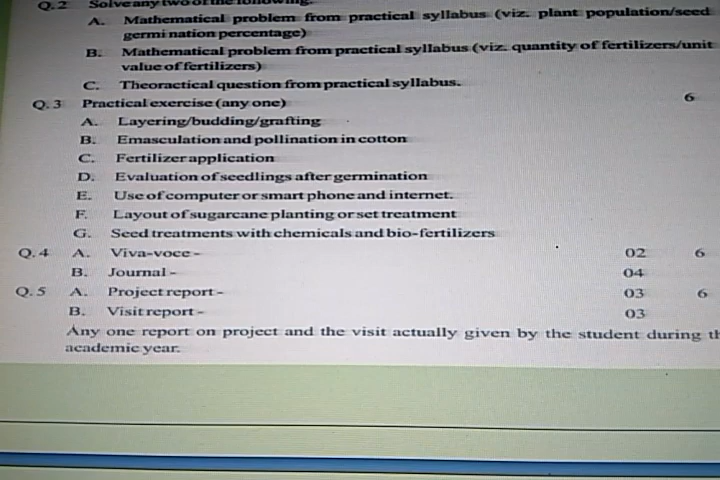 Q. 2 Solve any two of the following.
A. Mathematical problem from practical syllabus (viz. plant population/seed
germi nation percentage)
B. Mathematical problem from practical syllabus (viz. quantity of fertilizers/unit
value of fertilizers)
C. Theoractical question from practical syllabus.
Q. 3 Practical exercise (any one) 6
A. Layering/budding/grafting
B. Emasculation and pollination in cotton
C. Fertilizer application
D. Evaluation of seedlings after germination
E. Use of computer or smart phone and internet.
F. Layout of sugarcane planting or set treatment
G. Seed treatments with chemicals and bio-fertilizers
Q. 4 A. Viva-voce - 02 6
B. Journal - 04
Q. 5 A. Project report - 03 6
B. Visit report - 03
Any one report on project and the visit actually given by the student during
academic year.